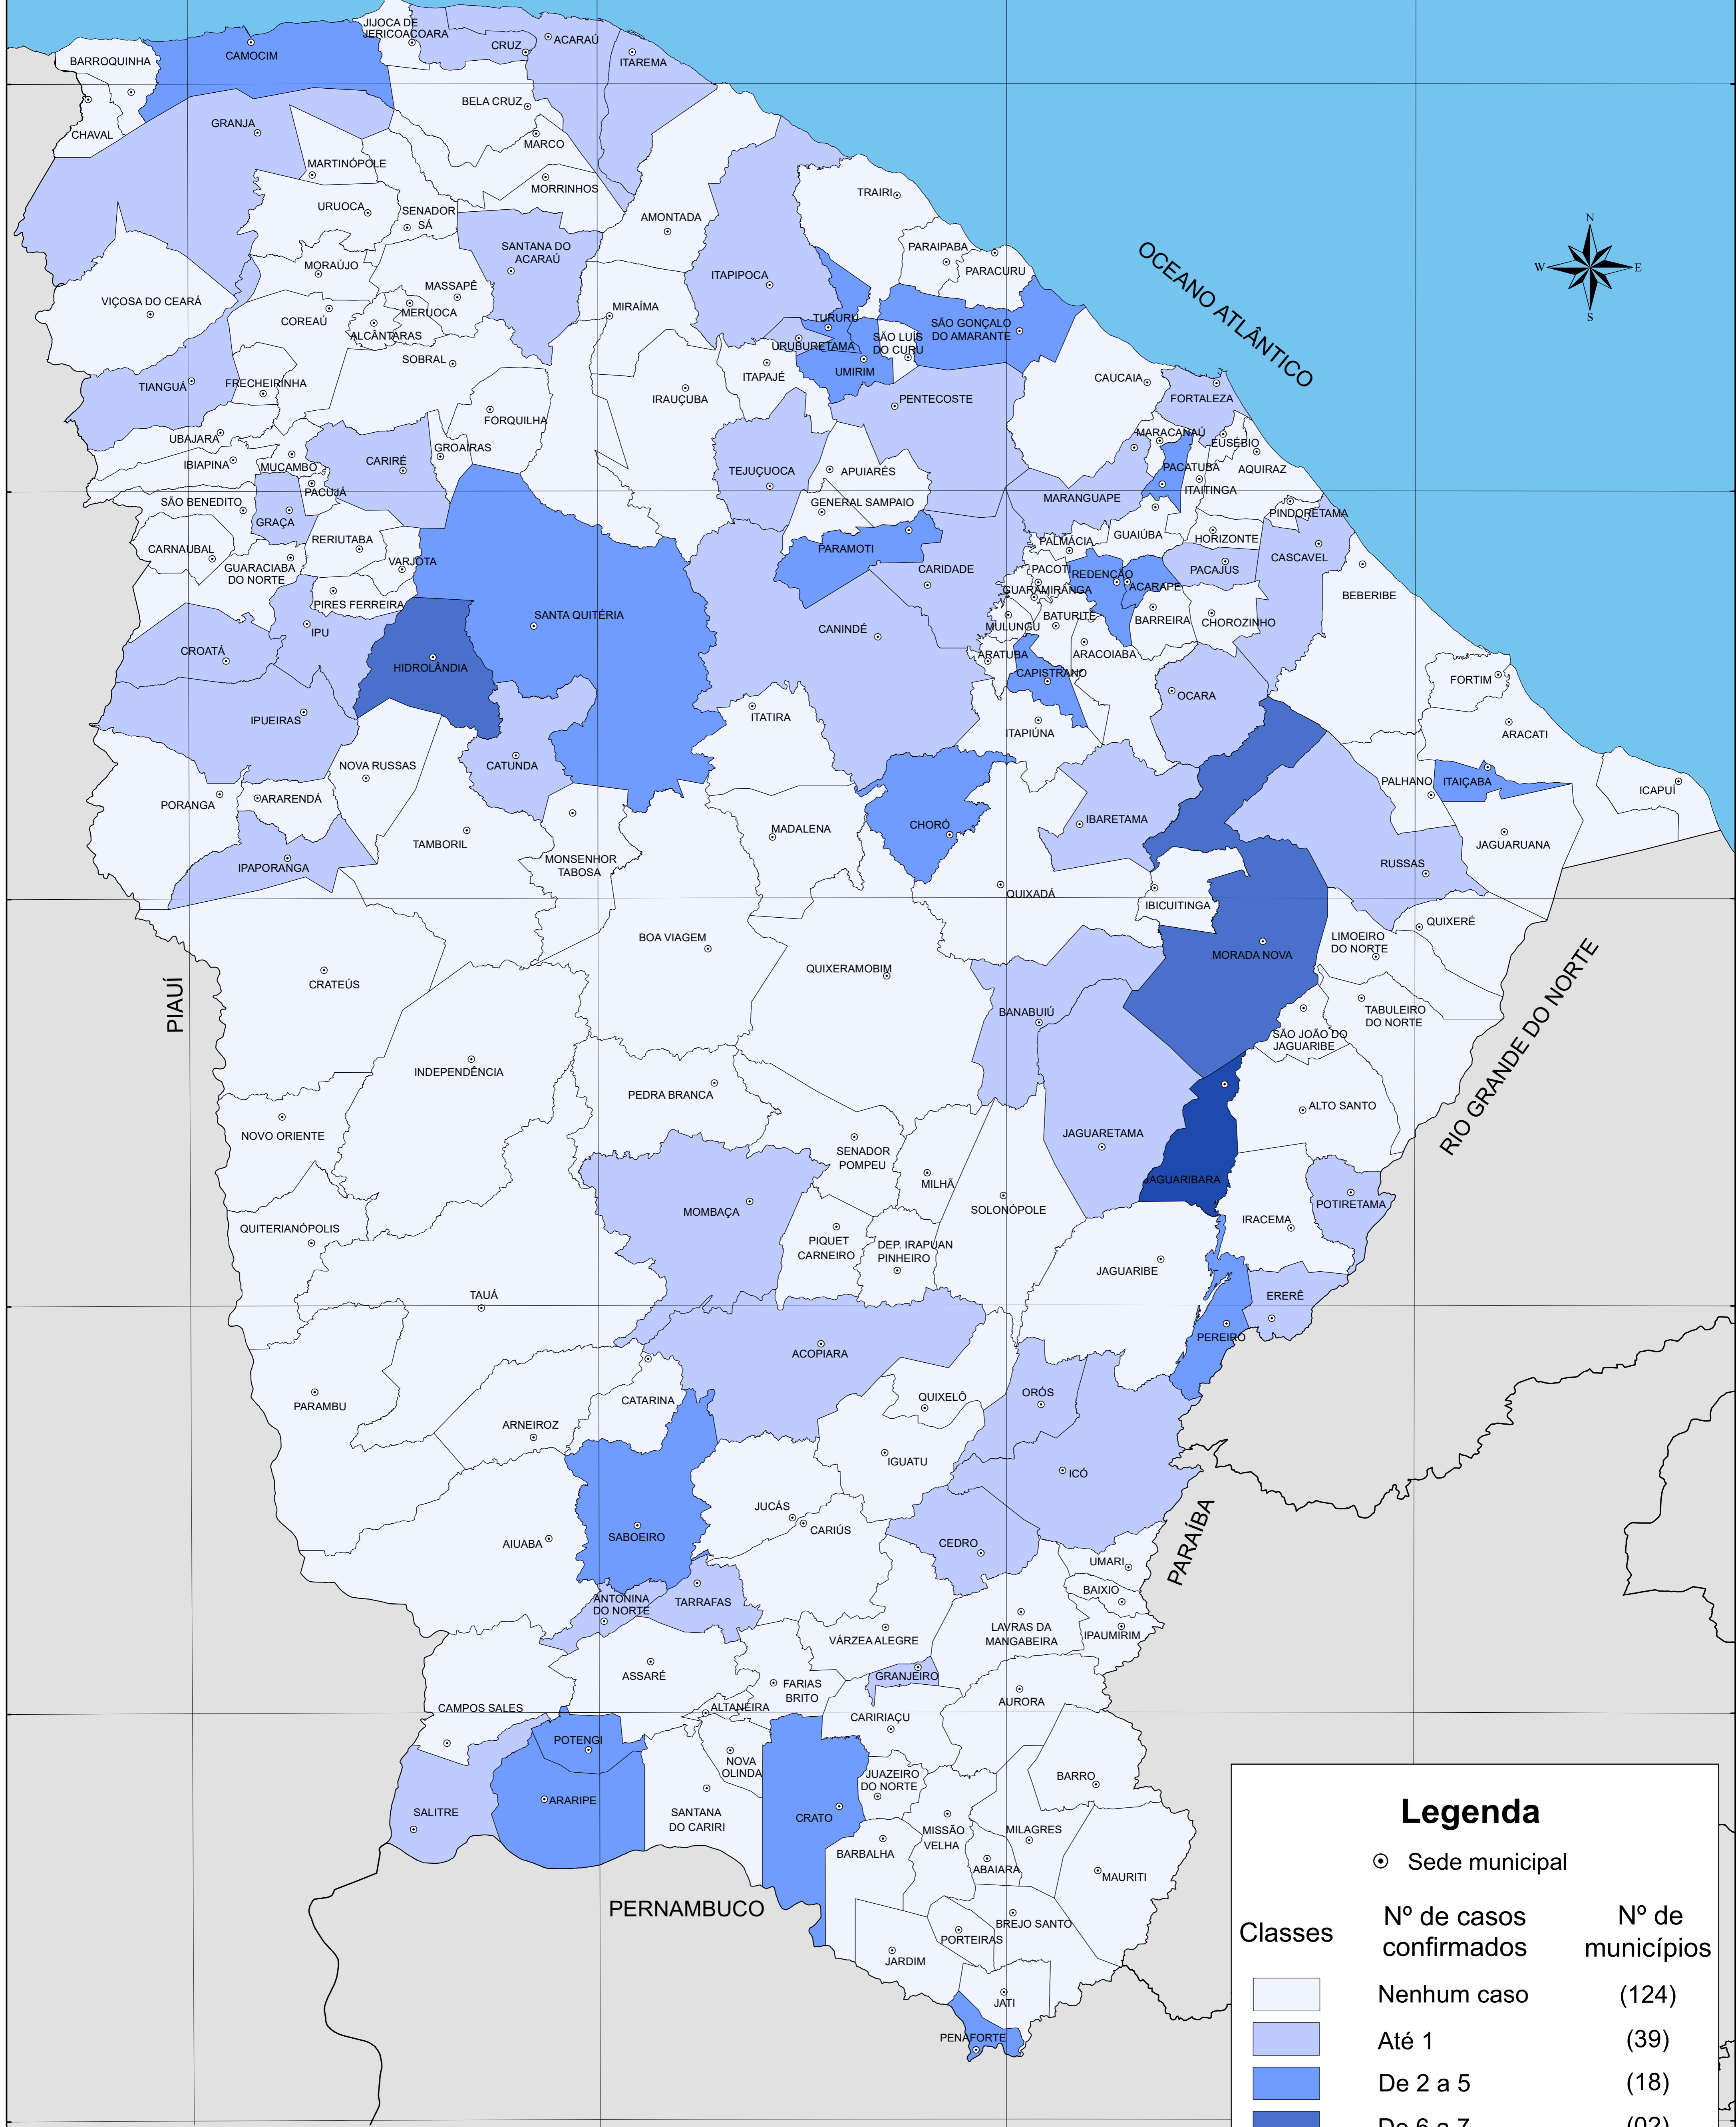 JIJOCA DE
JERICOACOARA
CRUZ
ACARAÚ
ITAREMA
BARROQUINHA
CAMOCIM
BELA CRUZ
CHAVAL
GRANJA
MARCO
MARTINÓPOLE
MORRINHOS
TRAIRI
URUOCA
SENADOR
SÁ
AMONTADA
SANTANA DO
ACARAÚ
PARAIPABA
PARACURU
OCEANO ATLÂNTICO
N
W
E
S
MORAÚJO
ITAPIPOCA
MASSAPÊ
VIÇOSA DO CEARÁ
MERUOCA
MIRAÍMA
COREAÚ
TURURU
SÃO GONÇALO
DO AMARANTE
ALCÂNTARAS
URUBURETAMA
SÃO LUÍS
DO CURU
SOBRAL
UMIRIM
ITAPAJÉ
TIANGUÁ
FRECHEIRINHA
CAUCAIA
IRAUÇUBA
PENTECOSTE
FORTALEZA
FORQUILHA
UBAJARA
MARACANAÚ
EUSÉBIO
GROAÍRAS
IBIAPINA
MUCAMBO
CARIRÉ
TEJUÇUOCA
APUIARÉS
PACATUBA
AQUIRAZ
PACUJÁ
MARANGUAPE
ITAITINGA
SÃO BENEDITO
GENERAL SAMPAIO
PINDORETAMA
GRAÇA
RERIUTABA
GUAIÚBA
HORIZONTE
CARNAUBAL
PARAMOTI
PALMÁCIA
CASCAVEL
GUARACIABA
DO NORTE
VARJOTA
CARIDADE
PACOTI
REDENÇÃO
PACAJUS
GUARAMIRANGA
ACARAPE
BEBERIBE
PIRES FERREIRA
SANTA QUITÉRIA
BATURITÉ
BARREIRA
CHOROZINHO
IPU
CANINDÉ
MULUNGU
CROATÁ
ARATUBA
ARACOIABA
HIDROLÂNDIA
CAPISTRANO
FORTIM
OCARA
IPUEIRAS
ITATIRA
ITAPIÚNA
ARACATI
NOVA RUSSAS
CATUNDA
PALHANO
ITAIÇABA
ICAPUÍ
PORANGA
ARARENDÁ
MADALENA
CHORÓ
IBARETAMA
TAMBORIL
JAGUARUANA
IPAPORANGA
MONSENHOR
TABOSA
RUSSAS
QUIXADÁ
IBICUITINGA
QUIXERÉ
BOA VIAGEM
LIMOEIRO
DO NORTE
MORADA NOVA
QUIXERAMOBIM
CRATEÚS
PIAUÍ
RIO GRANDE DO NORTE
BANABUIÚ
TABULEIRO
DO NORTE
SÃO JOÃO DO
JAGUARIBE
INDEPENDÊNCIA
PEDRA BRANCA
ALTO SANTO
NOVO ORIENTE
JAGUARETAMA
SENADOR
POMPEU
MILHÃ
JAGUARIBARA
MOMBAÇA
SOLONÓPOLE
POTIRETAMA
QUITERIANÓPOLIS
IRACEMA
PIQUET
CARNEIRO
DEP. IRAPUAN
PINHEIRO
JAGUARIBE
TAUÁ
ERERÊ
PEREIRO
ACOPIARA
CATARINA
QUIXELÔ
ORÓS
PARAMBU
ARNEIROZ
IGUATU
ICÓ
JUCÁS
CARIÚS
SABOEIRO
AIUABA
CEDRO
PARAÍBA
UMARI
BAIXIO
ANTONINA
DO NORTE
TARRAFAS
LAVRAS DA
MANGABEIRA
IPAUMIRIM
VÁRZEA ALEGRE
ASSARÉ
GRANJEIRO
FARIAS
BRITO
AURORA
CAMPOS SALES
ALTANEIRA
CARIRIAÇU
POTENGI
NOVA
OLINDA
JUAZEIRO
DO NORTE
BARRO
ARARIPE
SALITRE
SANTANA
DO CARIRI
CRATO
MISSÃO
VELHA
MILAGRES
BARBALHA
ABAIARA
MAURITI
PERNAMBUCO
BREJO SANTO
PORTEIRAS
JARDIM
JATI
PENAFORTE
Legenda
Sede municipal
Classes
Nº de casos
confirmados
Nº de
municípios
Nenhum caso (124)
Até 1 (39)
De 2 a 5 (18)
De 6 a 7 (02)